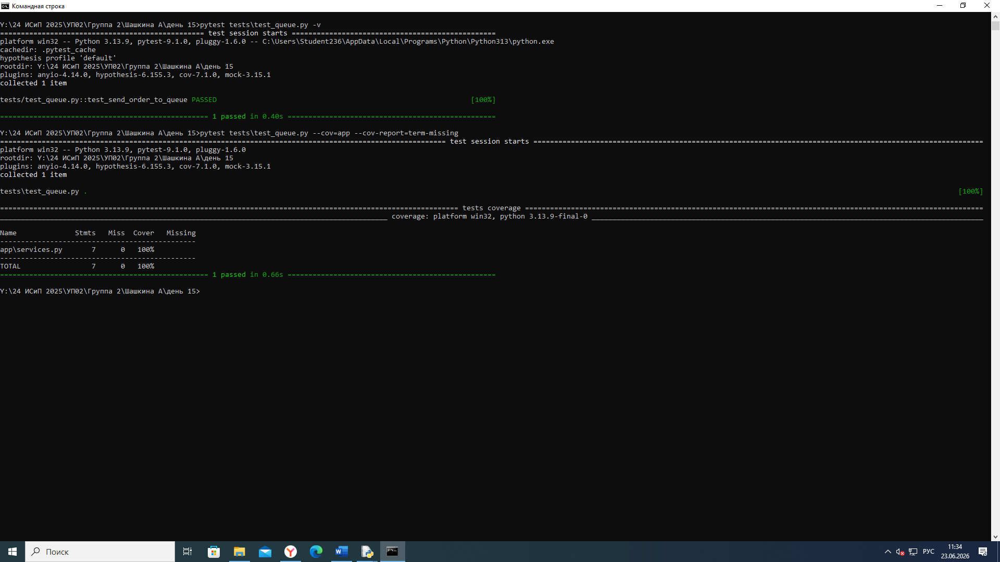 Командная строка
Y:\24 ИСиП 2025\УП02\Группа 2\Шашкина А\день 15>pytest tests\test_queue.py -v
================================================= test session starts =================================================
platform win32 -- Python 3.13.9, pytest-9.1.0, pluggy-1.6.0 -- C:\Users\Student236\AppData\Local\Programs\Python\Python313\python.exe
cachedir: .pytest_cache
hypothesis profile 'default'
rootdir: Y:\24 ИСиП 2025\УП02\Группа 2\Шашкина А\день 15
plugins: anyio-4.14.0, hypothesis-6.155.3, cov-7.1.0, mock-3.15.1
collected 1 item
tests/test_queue.py::test_send_order_to_queue PASSED [100%]
================================================== 1 passed in 0.40s ==================================================
Y:\24 ИСиП 2025\УП02\Группа 2\Шашкина А\день 15>pytest tests\test_queue.py --cov=app --cov-report=term-missing
=========================================================================================================== test session starts ============================================================================================================
platform win32 -- Python 3.13.9, pytest-9.1.0, pluggy-1.6.0
rootdir: Y:\24 ИСиП 2025\УП02\Группа 2\Шашкина А\день 15
plugins: anyio-4.14.0, hypothesis-6.155.3, cov-7.1.0, mock-3.15.1
collected 1 item
tests\test_queue.py . [100%]
============================================================================================================== tests coverage ==============================================================================================================
_____________________________________________________________________________________________ coverage: platform win32, python 3.13.9-final-0 ______________________________________________________________________________________________
Name              Stmts   Miss  Cover   Missing
-----------------------------------------------
app\services.py       7      0   100%
-----------------------------------------------
TOTAL                 7      0   100%
================================================== 1 passed in 0.66s ==================================================
Y:\24 ИСиП 2025\УП02\Группа 2\Шашкина А\день 15>
Поиск
РУС
11:34
23.06.2026